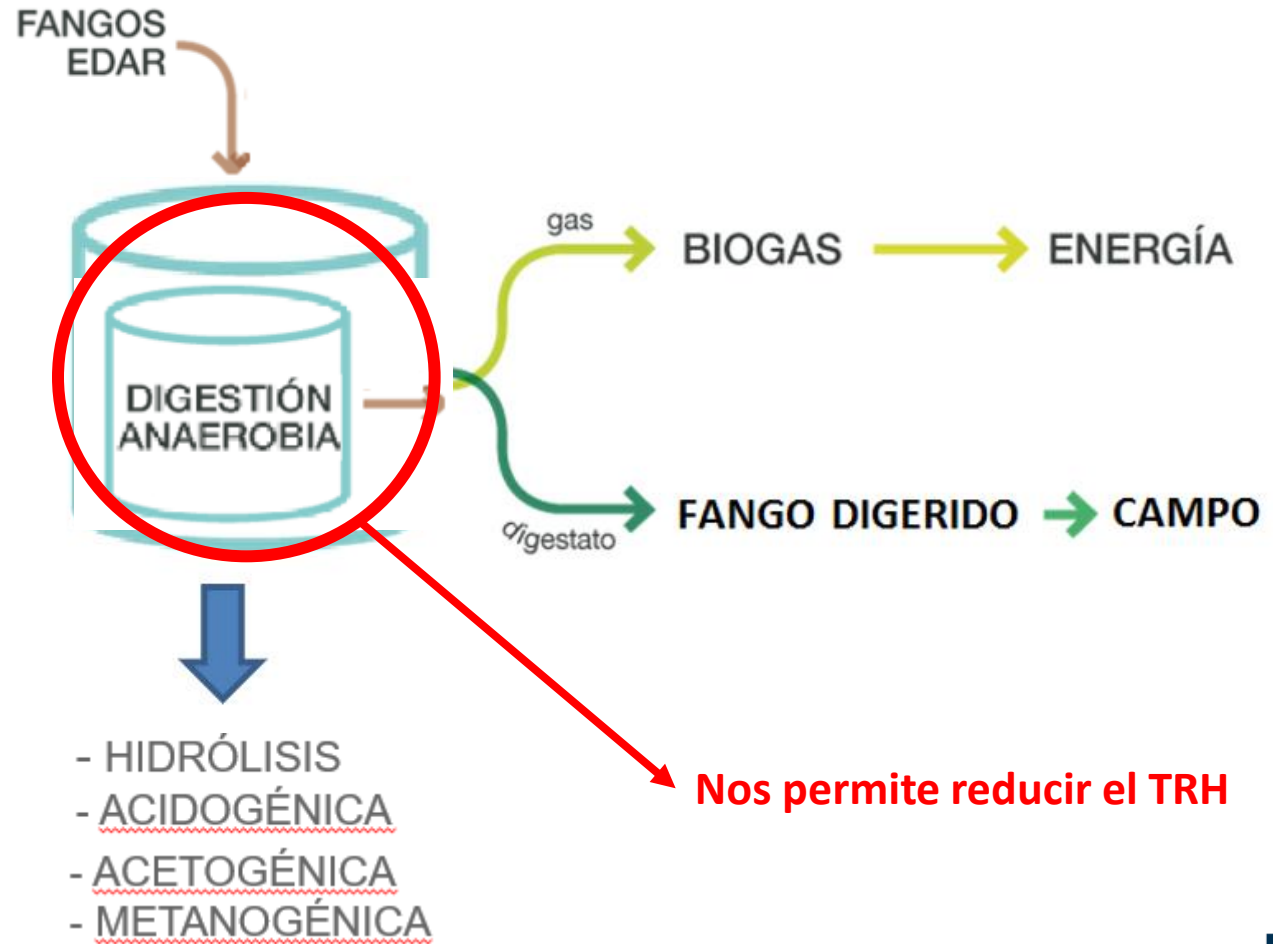 FANGOS
EDAR
gas
BIOGAS
ENERGÍA
DIGESTIÓN
ANAEROBIA
digestato
FANGO DIGERIDO
CAMPO
- HIDRÓLISIS
- ACIDOGÉNICA
- ACETOGÉNICA
- METANOGÉNICA
Nos permite reducir el TRH